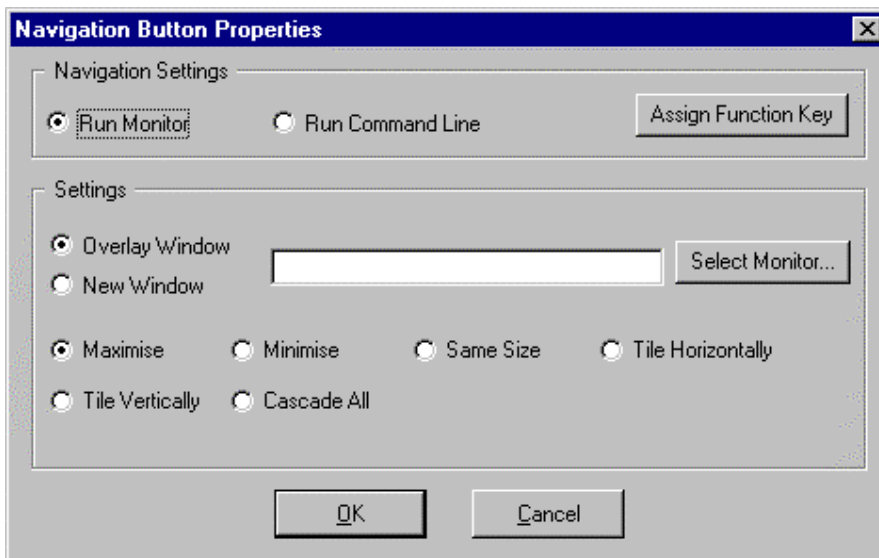 Navigation Button Properties
Navigation Settings
Run Monitor
Run Command Line
Assign Function Key
Settings
Overlay Window
New Window
Select Monitor...
Maximise
Minimise
Same Size
Tile Horizontally
Tile Vertically
Cascade All
OK
Cancel